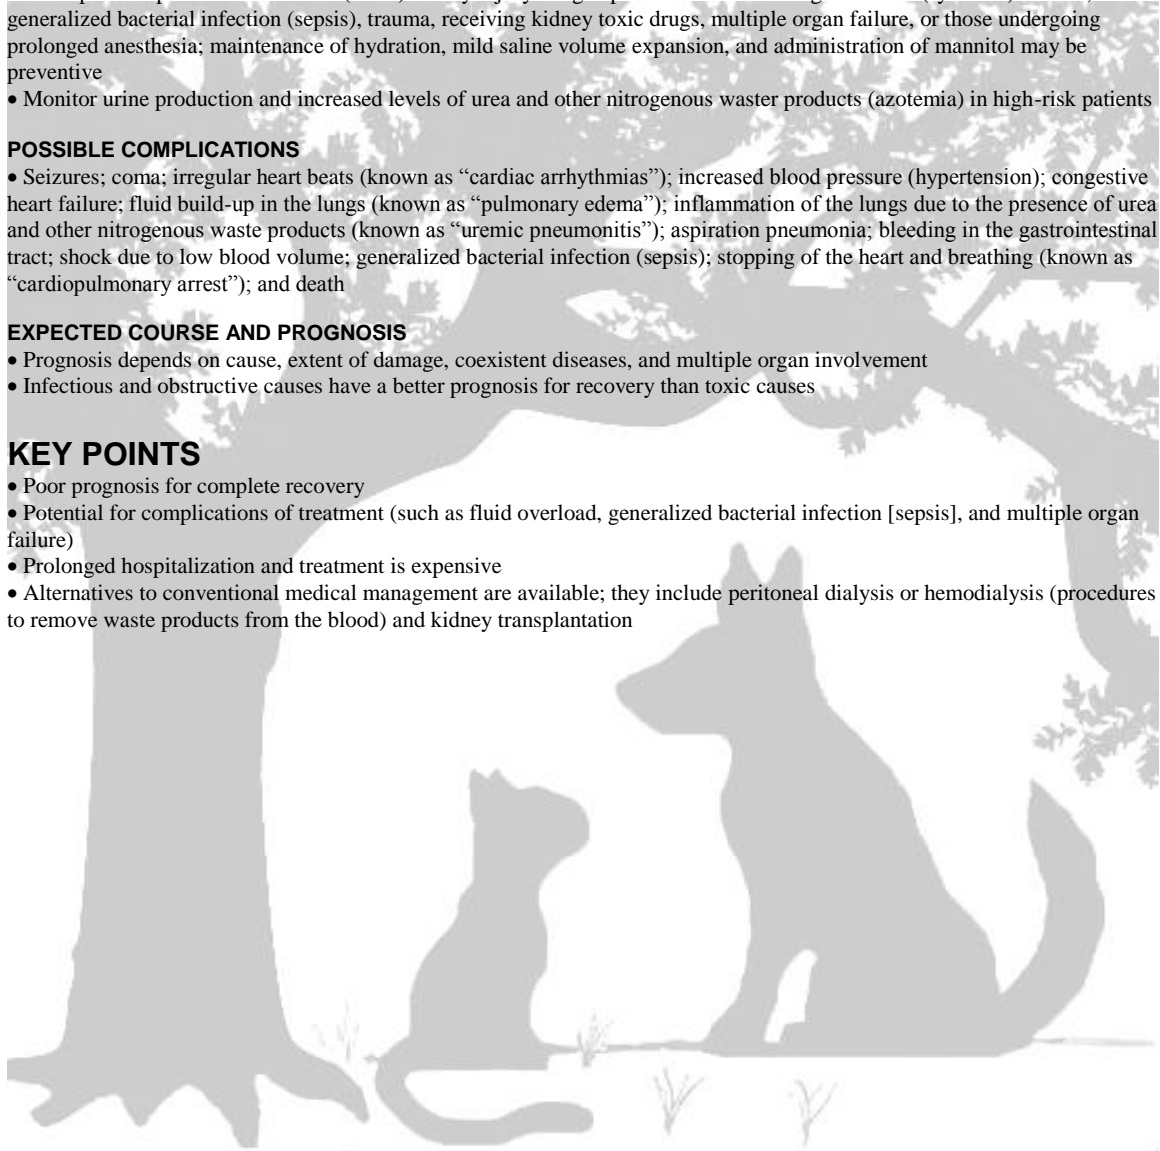 generalized bacterial infection (sepsis), trauma, receiving kidney toxic drugs, multiple organ failure, or those undergoing
prolonged anesthesia; maintenance of hydration, mild saline volume expansion, and administration of mannitol may be
preventive
• Monitor urine production and increased levels of urea and other nitrogenous waster products (azotemia) in high-risk patients
POSSIBLE COMPLICATIONS
• Seizures; coma; irregular heart beats (known as “cardiac arrhythmias”); increased blood pressure (hypertension); congestive
heart failure; fluid build-up in the lungs (known as “pulmonary edema”); inflammation of the lungs due to the presence of urea
and other nitrogenous waste products (known as “uremic pneumonitis”); aspiration pneumonia; bleeding in the gastrointestinal
tract; shock due to low blood volume; generalized bacterial infection (sepsis); stopping of the heart and breathing (known as
“cardiopulmonary arrest”); and death
EXPECTED COURSE AND PROGNOSIS
• Prognosis depends on cause, extent of damage, coexistent diseases, and multiple organ involvement
• Infectious and obstructive causes have a better prognosis for recovery than toxic causes
KEY POINTS
• Poor prognosis for complete recovery
• Potential for complications of treatment (such as fluid overload, generalized bacterial infection [sepsis], and multiple organ
failure)
• Prolonged hospitalization and treatment is expensive
• Alternatives to conventional medical management are available; they include peritoneal dialysis or hemodialysis (procedures
to remove waste products from the blood) and kidney transplantation